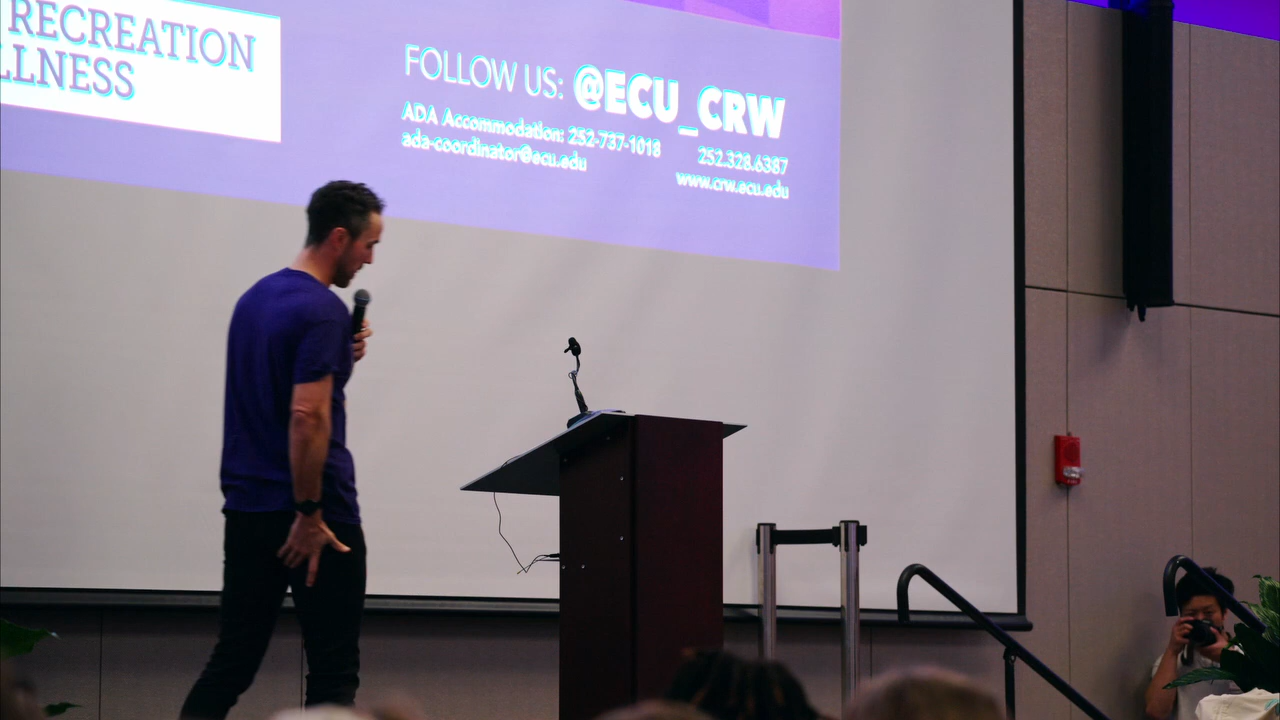 RECREATION
LLNESS
FOLLOW US: @ECU_CRW
ADA Accommodation: 252-737-1018
252.328.6387
ada-coordinator@ecu.edu
www.crw.ecu.edu